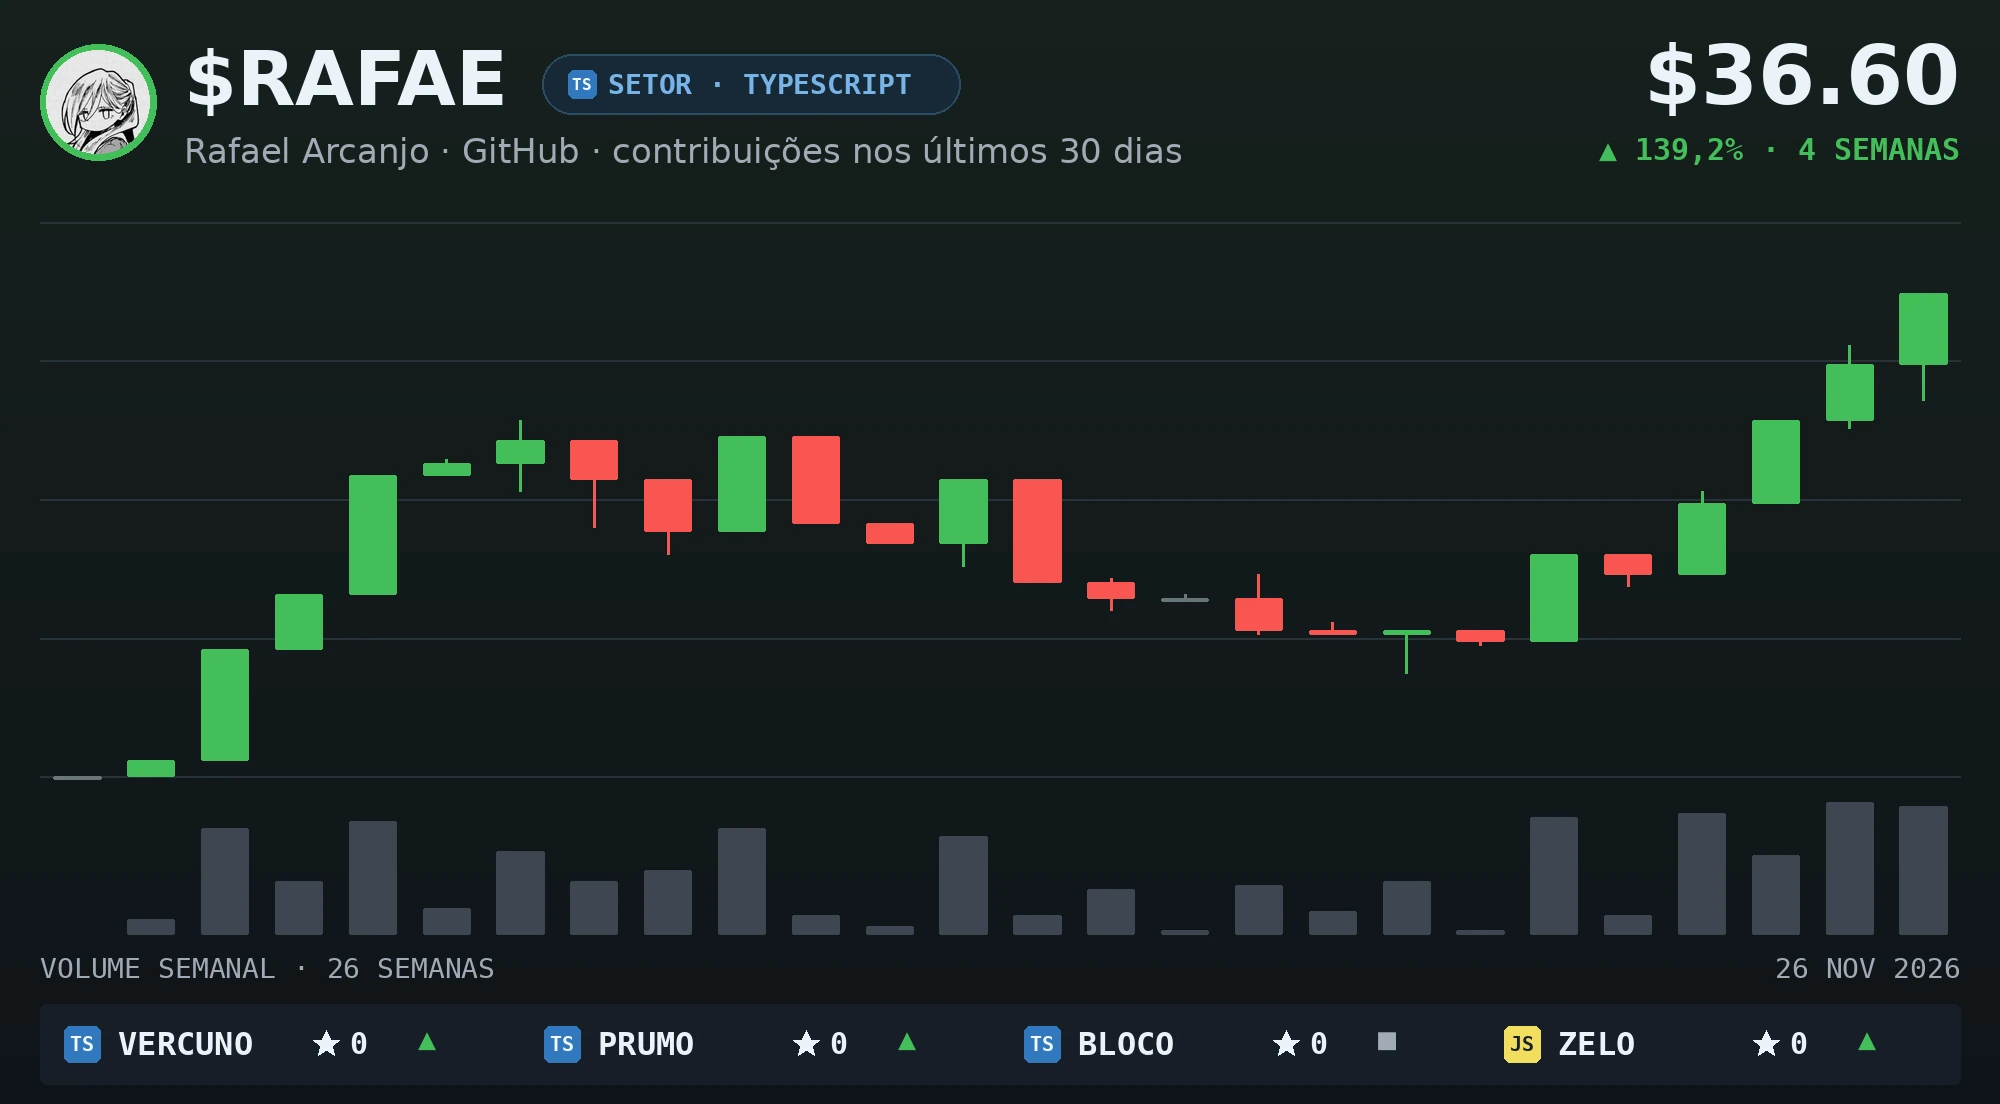 $RAFAE
TS SETOR · TYPESCRIPT
$36.60
Rafael Arcanjo · GitHub · contribuições nos últimos 30 dias
▲ 139,2% · 4 SEMANAS
VOLUME SEMANAL · 26 SEMANAS
26 NOV 2026
TS VERCUNO ★ 0 ▲
TS PRUMO ★ 0 ▲
TS BLOCO ★ 0 ■
JS ZELO ★ 0 ▲